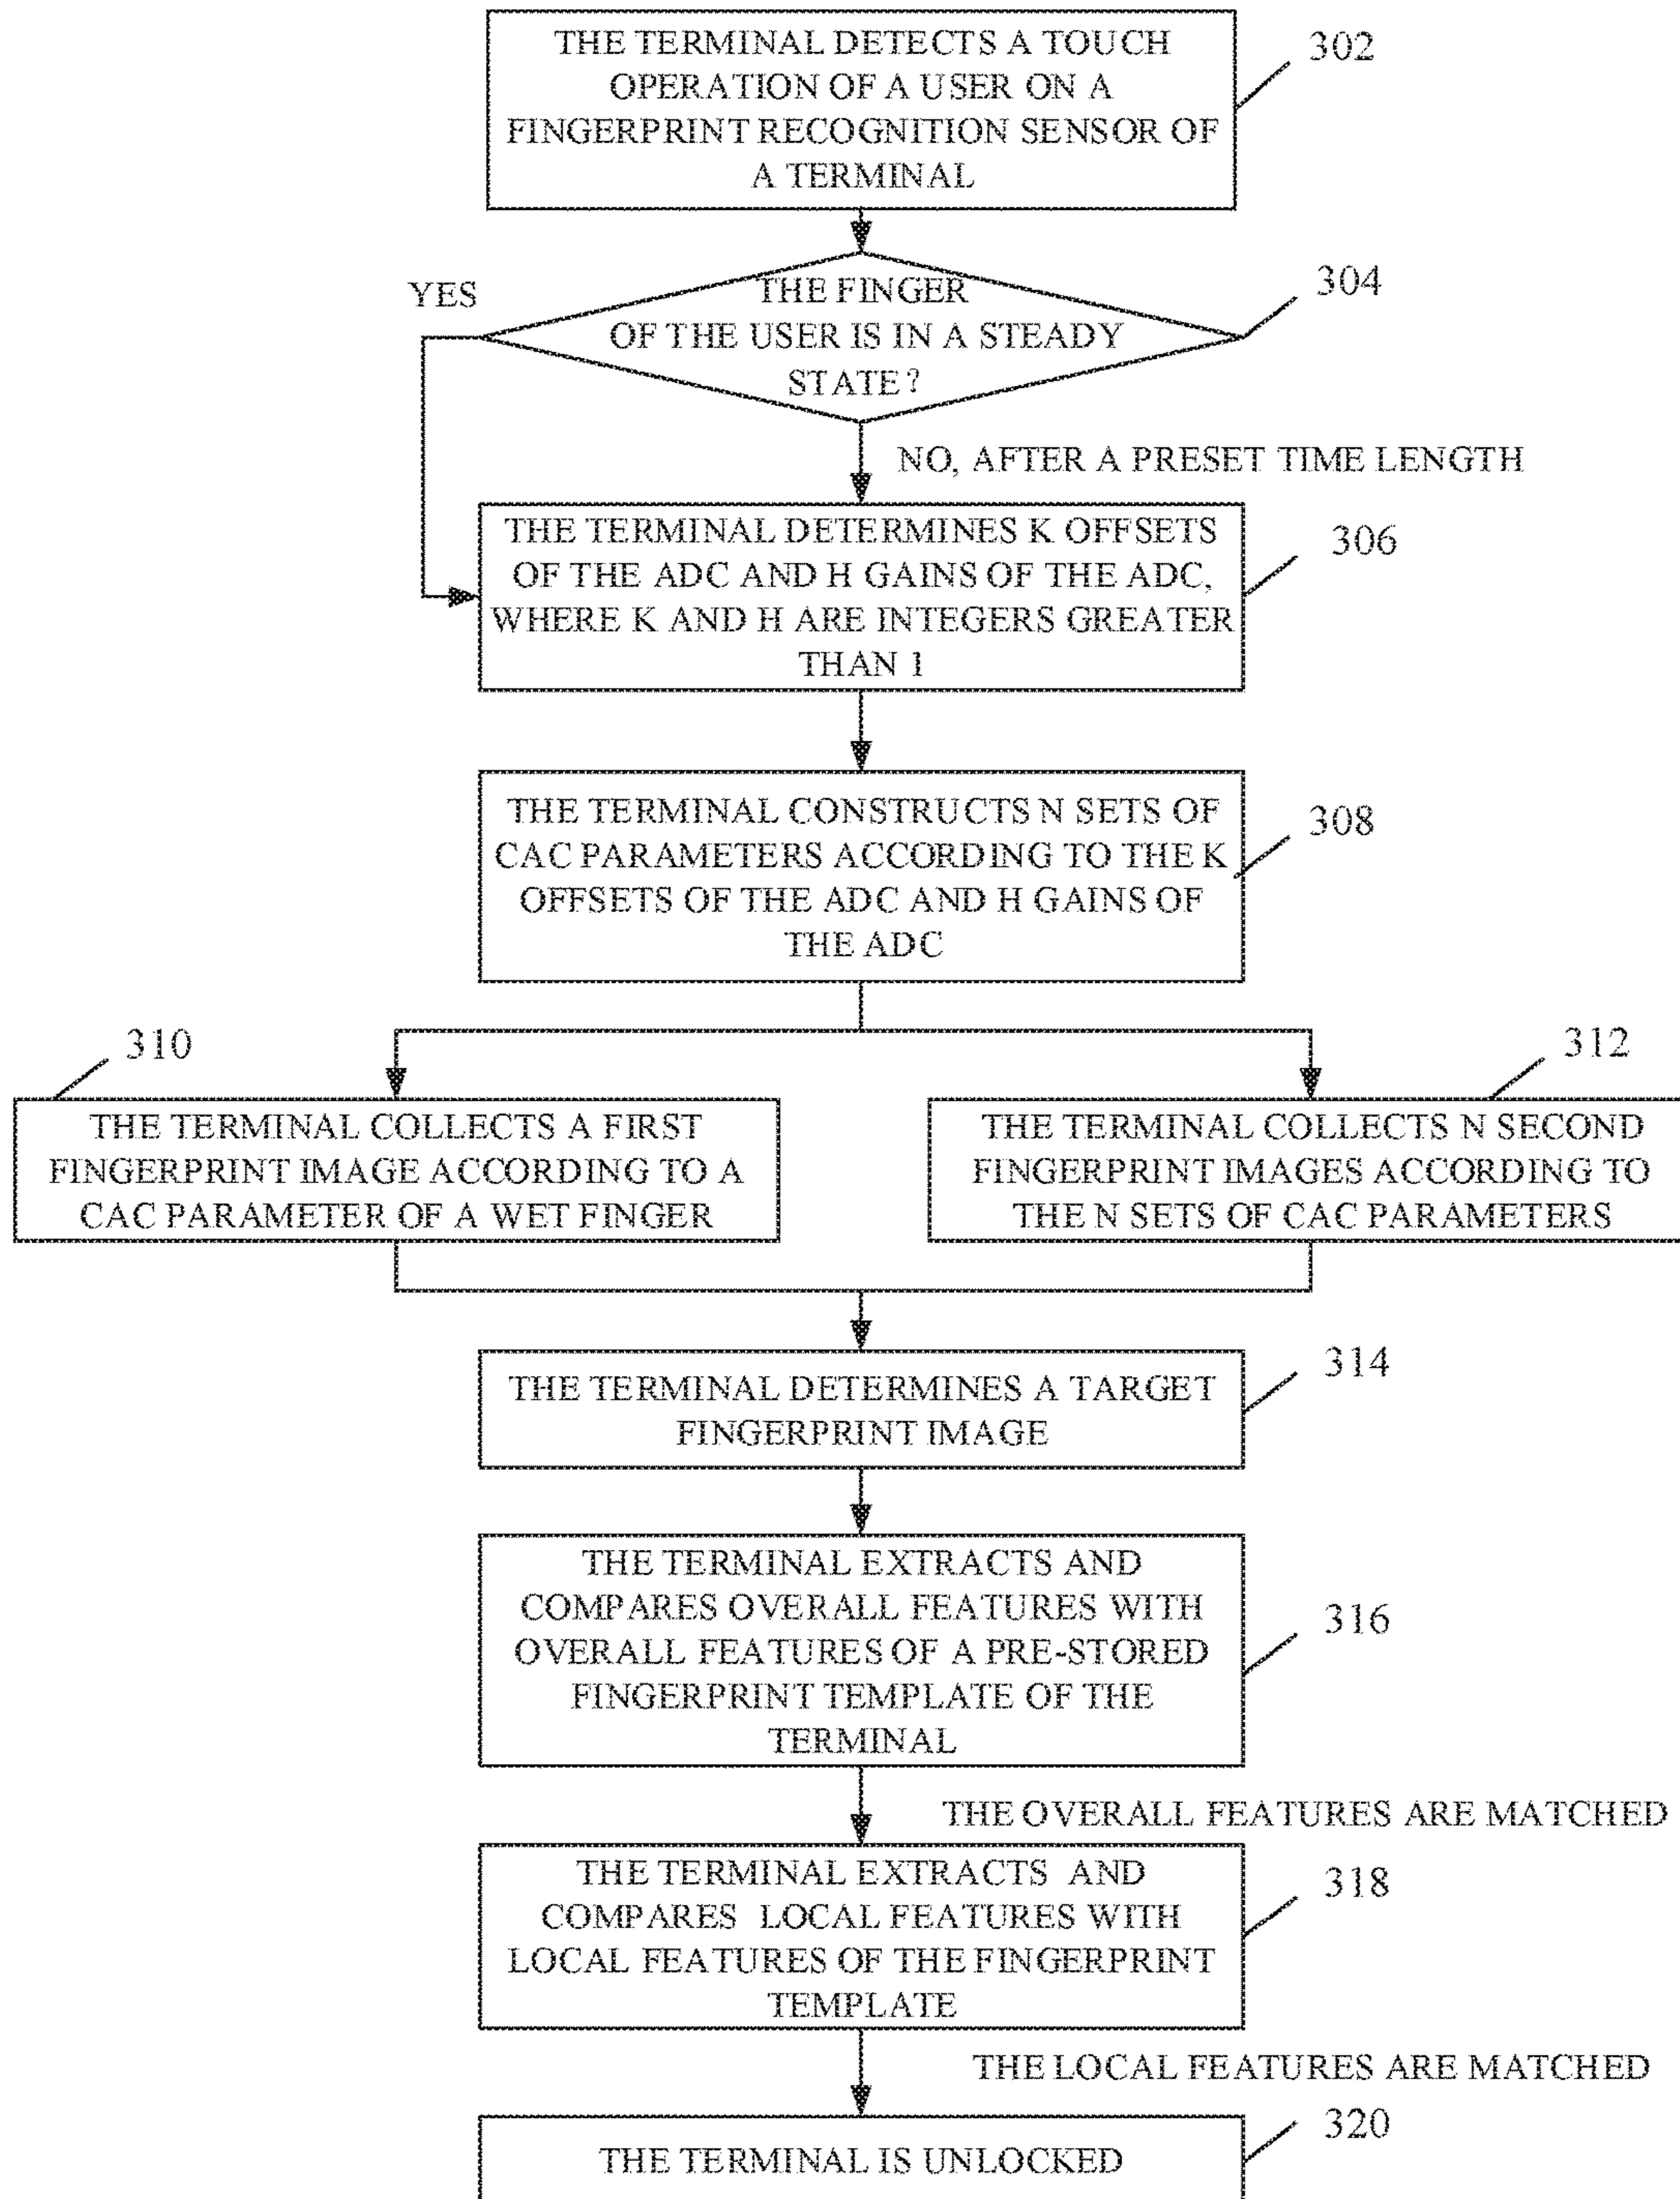 THE TERMINAL DETECTS A TOUCH
OPERATION OF A USER ON A
FINGERPRINT RECOGNITION SENSOR OF
A TERMINAL
302
THE FINGER
OF THE USER IS IN A STEADY
STATE?
304
YES
NO, AFTER A PRESET TIME LENGTH
THE TERMINAL DETERMINES K OFFSETS
OF THE ADC AND H GAINS OF THE ADC,
WHERE K AND H ARE INTEGERS GREATER
THAN 1
306
THE TERMINAL CONSTRUCTS N SETS OF
CAC PARAMETERS ACCORDING TO THE K
OFFSETS OF THE ADC AND H GAINS OF
THE ADC
308
310
THE TERMINAL COLLECTS A FIRST
FINGERPRINT IMAGE ACCORDING TO A
CAC PARAMETER OF A WET FINGER
312
THE TERMINAL COLLECTS N SECOND
FINGERPRINT IMAGES ACCORDING TO
THE N SETS OF CAC PARAMETERS
THE TERMINAL DETERMINES A TARGET
FINGERPRINT IMAGE
314
THE TERMINAL EXTRACTS AND
COMPARES OVERALL FEATURES WITH
OVERALL FEATURES OF A PRE-STORED
FINGERPRINT TEMPLATE OF THE
TERMINAL
316
THE OVERALL FEATURES ARE MATCHED
THE TERMINAL EXTRACTS AND
COMPARES LOCAL FEATURES WITH
LOCAL FEATURES OF THE FINGERPRINT
TEMPLATE
318
THE LOCAL FEATURES ARE MATCHED
THE TERMINAL IS UNLOCKED
320